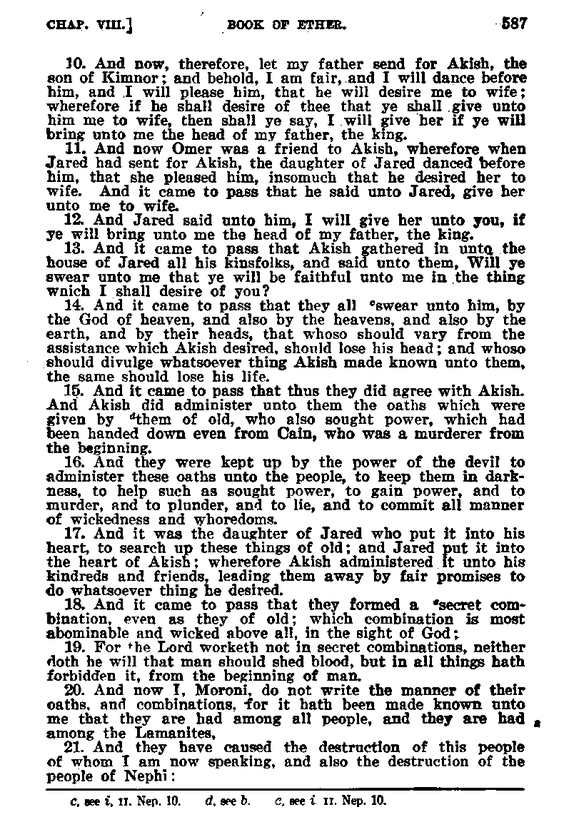 CHAP. VIII.] BOOK OF ETHER. 587
10. And now, therefore, let my father send for Akish, the
son of Kimnor; and behold, I am fair, and I will dance before
him, and I will please him, that he will desire me to wife;
wherefore if he shall desire of thee that ye shall give unto
him me to wife, then shall ye say, I will give her if ye will
bring unto me the head of my father, the king.
11. And now Omer was a friend to Akish, wherefore when
Jared had sent for Akish, the daughter of Jared danced before
him, that she pleased him, insomuch that he desired her to
wife. And it came to pass that he said unto Jared, give her
unto me to wife.
12. And Jared said unto him, I will give her unto you, if
ye will bring unto me the head of my father, the king.
13. And it came to pass that Akish gathered in unto the
house of Jared all his kinsfolks, and said unto them, Will ye
swear unto me that ye will be faithful unto me in the thing
which I shall desire of you?
14. And it came to pass that they all cswear unto him, by
the God of heaven, and also by the heavens, and also by the
earth, and by their heads, that whoso should vary from the
assistance which Akish desired, should lose his head; and whoso
should divulge whatsoever thing Akish made known unto them,
the same should lose his life.
15. And it came to pass that thus they did agree with Akish.
And Akish did administer unto them the oaths which were
given by dthem of old, who also sought power, which had
been handed down even from Cain, who was a murderer from
the beginning.
16. And they were kept up by the power of the devil to
administer these oaths unto the people, to keep them in dark-
ness, to help such as sought power, to gain power, and to
murder, and to plunder, and to lie, and to commit all manner
of wickedness and whoredoms.
17. And it was the daughter of Jared who put it into his
heart, to search up these things of old; and Jared put it into
the heart of Akish; wherefore Akish administered it unto his
kindreds and friends, leading them away by fair promises to
do whatsoever thing he desired.
18. And it came to pass that they formed a esecret com-
bination, even as they of old; which combination is most
abominable and wicked above all, in the sight of God;
19. For the Lord worketh not in secret combinations, neither
doth he will that man should shed blood, but in all things hath
forbidden it, from the beginning of man.
20. And now I, Moroni, do not write the manner of their
oaths, and combinations, for it hath been made known unto
me that they are had among all people, and they are had
among the Lamanites,
21. And they have caused the destruction of this people
of whom I am now speaking, and also the destruction of the
people of Nephi:
c, see i, II. Nep. 10. d, see b. c, see i II. Nep. 10.